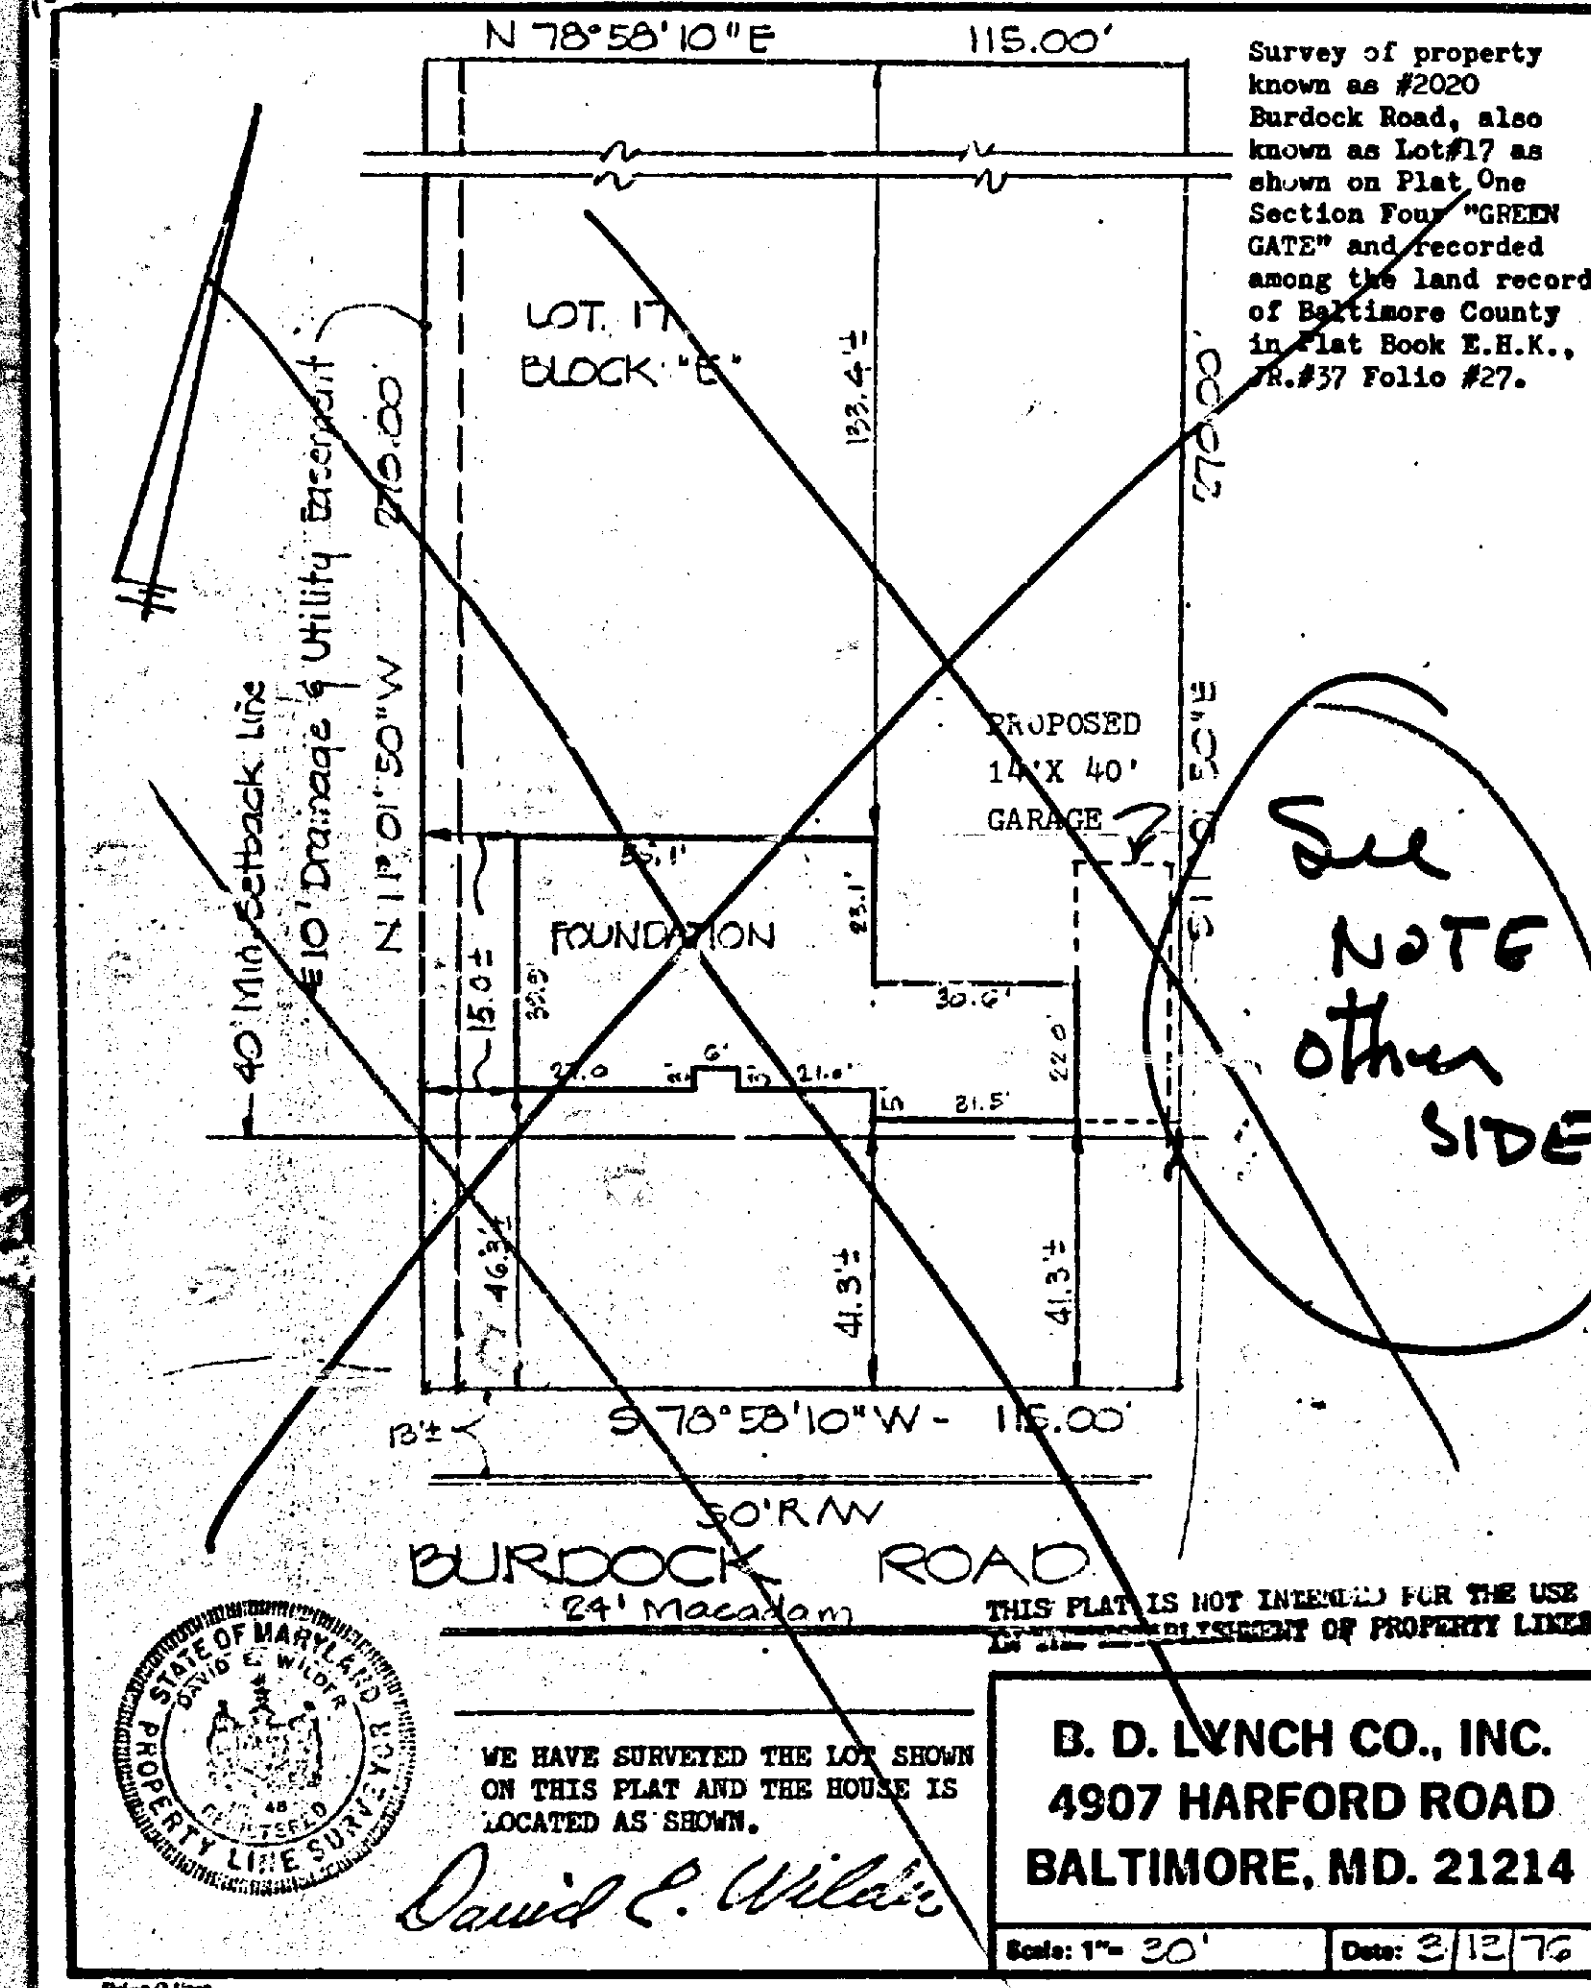 N 78°58'10"E 115.00'
Survey of property
known as #2020
Burdock Road, also
known as Lot#17 as
shown on Plat One
Section Four "GREEN
GATE" and recorded
among the land record
of Baltimore County
in Plat Book E.H.K.,
JR.#37 Folio #27.
LOT. 17
BLOCK "E"
133.4'±
10' Drainage & Utility Easement
40' Min. Setback Line
N 11° 01' 50" W
PROPOSED
14'X 40'
GARAGE
See
NOTE
other
SIDE
FOUNDATION
23.1'
15.0'±
30.6'
22.0'
27.0
6'
21.0'
5'
31.5'
46.3'±
41.3'±
41.3'±
S 78°58'10"W - 115.00'
13'±
50' R/W
BURDOCK ROAD
24' Macadam
THIS PLAT IS NOT INTENDED FOR THE USE
ESTABLISHMENT OF PROPERTY LINES
STATE OF MARYLAND
DAVID E. WILDER
PROPERTY LINE SURVEYOR
WE HAVE SURVEYED THE LOT SHOWN
ON THIS PLAT AND THE HOUSE IS
LOCATED AS SHOWN.
David E. Wilder
B. D. LYNCH CO., INC.
4907 HARFORD ROAD
BALTIMORE, MD. 21214
Scale: 1"= 30'
Date: 3/12/76